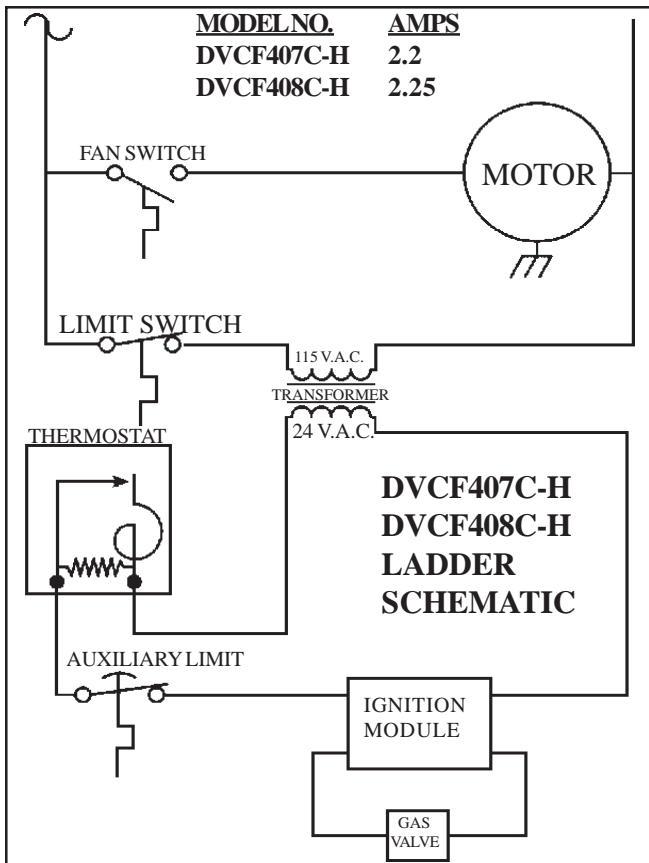 MODEL NO. AMPS
DVCF407C-H 2.2
DVCF408C-H 2.25
FAN SWITCH
MOTOR
LIMIT SWITCH
115 V.A.C.
TRANSFORMER
24 V.A.C.
THERMOSTAT
DVCF407C-H
DVCF408C-H
LADDER
SCHEMATIC
AUXILIARY LIMIT
IGNITION
MODULE
GAS
VALVE